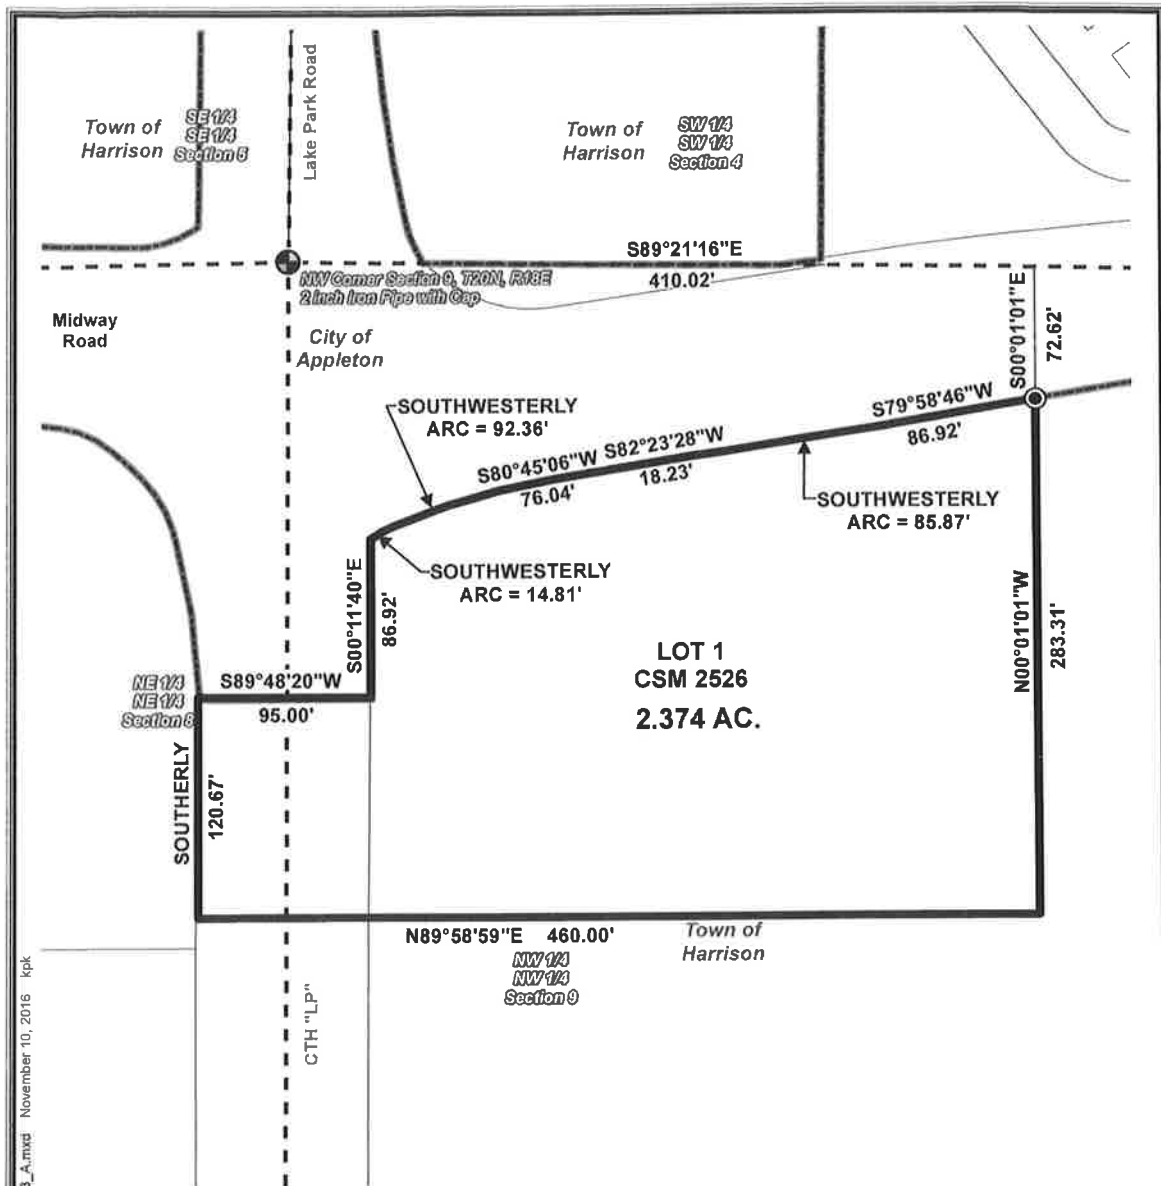 Lake Park Road
Town of
Harrison
SE 1/4
SE 1/4
Section 5
Town of
Harrison
SW 1/4
SW 1/4
Section 4
S89°21'16"E
410.02'
NW Corner Section 9, T20N, R18E
2 inch Iron Pipe with Cap
S00°01'01"E
72.62'
Midway
Road
City of
Appleton
SOUTHWESTERLY
ARC = 92.36'
S80°45'06"W
76.04'
S82°23'28"W
18.23'
S79°58'46"W
86.92'
SOUTHWESTERLY
ARC = 85.87'
SOUTHWESTERLY
ARC = 14.81'
S00°11'40"E
86.92'
N00°01'01"W
283.31'
LOT 1
CSM 2526
2.374 AC.
NE 1/4
NE 1/4
Section 8
S89°48'20"W
95.00'
SOUTHERLY
120.67'
N89°58'59"E 460.00'
Town of
Harrison
NW 1/4
NW 1/4
Section 9
CTH "LP"
_A.mxd November 10, 2016 kpk